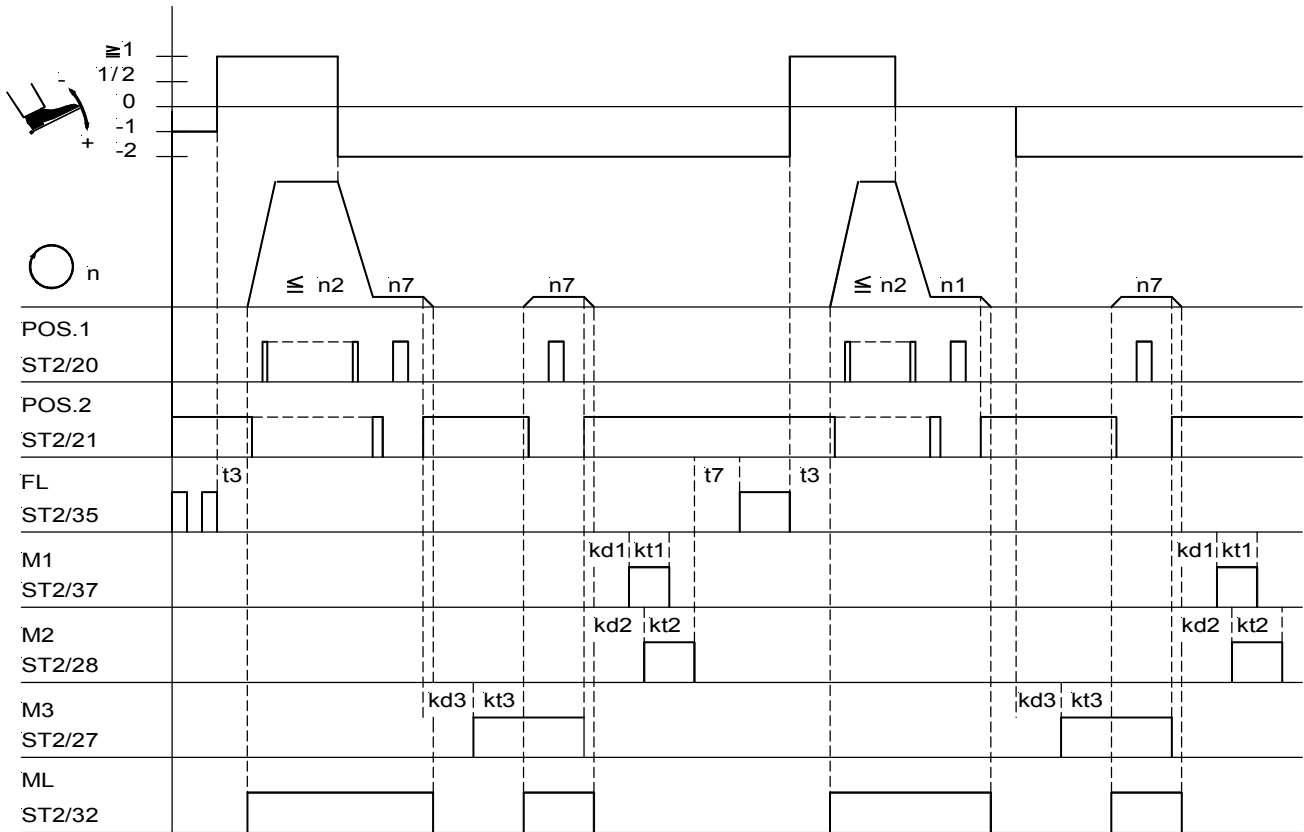 ≧1
1/2
-
0
-1
+
-2
n
≦ n2 n7 n7 ≦ n2 n1 n7
POS.1
ST2/20
POS.2
ST2/21
FL t3 t7 t3
ST2/35
kd1 kt1 kd1 kt1
M1
ST2/37
kd2 kt2 kd2 kt2
M2
ST2/28
kd3 kt3 kd3 kt3
M3
ST2/27
ML
ST2/32